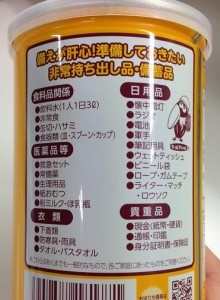 備えが肝心!準備しておきたい
非常持ち出し品・備蓄品
食料品関係
飲料水(1人1日3ℓ)
非常食
缶切・ハサミ
食器類(皿・スプーン・カップ)
医薬品等
救急セット
常備薬
生理用品
紙おむつ
粉ミルク・ほ乳瓶
衣類
下着類
防寒具・雨具
タオル・バスタオル
日用品
懐中電灯
ラジオ
電池
軍手
筆記用具
ウェットティッシュ
ビニール袋
ロープ・ガムテープ
ライター・マッチ
・ロウソク
貴重品
現金(紙幣・硬貨)
通帳・印鑑
身分証明書・保険証